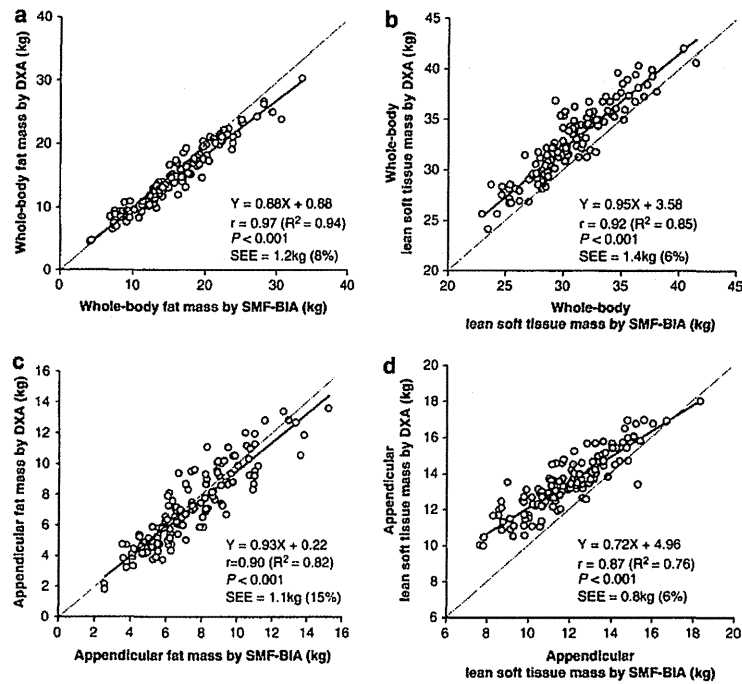 a
Whole-body fat mass by DXA (kg)
40
30
20
10
0
Y = 0.88X + 0.88
r = 0.97 (R² = 0.94)
P < 0.001
SEE = 1.2kg (8%)
0 10 20 30 40
Whole-body fat mass by SMF-BIA (kg)
b
Whole-body
lean soft tissue mass by DXA (kg)
45
40
35
30
25
20
Y = 0.95X + 3.58
r = 0.92 (R² = 0.85)
P < 0.001
SEE = 1.4kg (6%)
20 25 30 35 40 45
Whole-body
lean soft tissue mass by SMF-BIA (kg)
c
Appendicular fat mass by DXA (kg)
16
14
12
10
8
6
4
2
0
Y = 0.93X + 0.22
r=0.90 (R² = 0.82)
P < 0.001
SEE = 1.1kg (15%)
0 2 4 6 8 10 12 14 16
Appendicular fat mass by SMF-BIA (kg)
d
Appendicular
lean soft tissue mass by DXA (kg)
20
18
16
14
12
10
8
6
Y = 0.72X + 4.96
r = 0.87 (R² = 0.76)
P < 0.001
SEE = 0.8kg (6%)
6 8 10 12 14 16 18 20
Appendicular
lean soft tissue mass by SMF-BIA (kg)